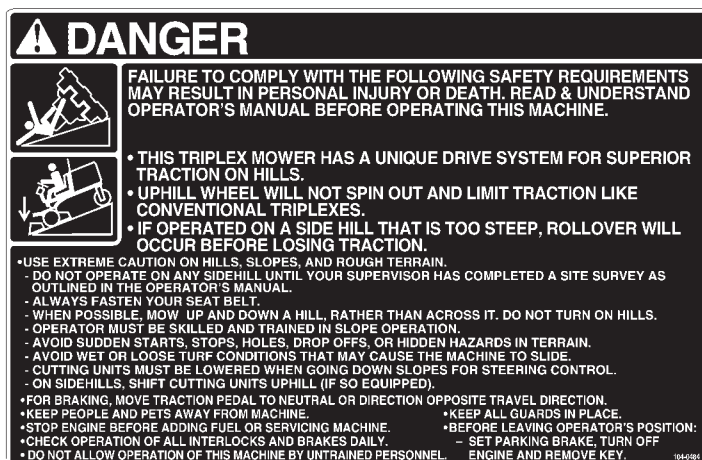 DANGER
FAILURE TO COMPLY WITH THE FOLLOWING SAFETY REQUIREMENTS
MAY RESULT IN PERSONAL INJURY OR DEATH. READ & UNDERSTAND
OPERATOR'S MANUAL BEFORE OPERATING THIS MACHINE.
• THIS TRIPLEX MOWER HAS A UNIQUE DRIVE SYSTEM FOR SUPERIOR
TRACTION ON HILLS.
• UPHILL WHEEL WILL NOT SPIN OUT AND LIMIT TRACTION LIKE
CONVENTIONAL TRIPLEXES.
• IF OPERATED ON A SIDE HILL THAT IS TOO STEEP, ROLLOVER WILL
OCCUR BEFORE LOSING TRACTION.
•USE EXTREME CAUTION ON HILLS, SLOPES, AND ROUGH TERRAIN.
- DO NOT OPERATE ON ANY SIDEHILL UNTIL YOUR SUPERVISOR HAS COMPLETED A SITE SURVEY AS
OUTLINED IN THE OPERATOR'S MANUAL.
- ALWAYS FASTEN YOUR SEAT BELT.
- WHEN POSSIBLE, MOW UP AND DOWN A HILL, RATHER THAN ACROSS IT. DO NOT TURN ON HILLS.
- OPERATOR MUST BE SKILLED AND TRAINED IN SLOPE OPERATION.
- AVOID SUDDEN STARTS, STOPS, HOLES, DROP OFFS, OR HIDDEN HAZARDS IN TERRAIN.
- AVOID WET OR LOOSE TURF CONDITIONS THAT MAY CAUSE THE MACHINE TO SLIDE.
- CUTTING UNITS MUST BE LOWERED WHEN GOING DOWN SLOPES FOR STEERING CONTROL.
- ON SIDEHILLS, SHIFT CUTTING UNITS UPHILL (IF SO EQUIPPED).
•FOR BRAKING, MOVE TRACTION PEDAL TO NEUTRAL OR DIRECTION OPPOSITE TRAVEL DIRECTION.
•KEEP PEOPLE AND PETS AWAY FROM MACHINE.
•STOP ENGINE BEFORE ADDING FUEL OR SERVICING MACHINE.
•CHECK OPERATION OF ALL INTERLOCKS AND BRAKES DAILY.
• DO NOT ALLOW OPERATION OF THIS MACHINE BY UNTRAINED PERSONNEL.
•KEEP ALL GUARDS IN PLACE.
•BEFORE LEAVING OPERATOR'S POSITION:
– SET PARKING BRAKE, TURN OFF
ENGINE AND REMOVE KEY.
104-0484